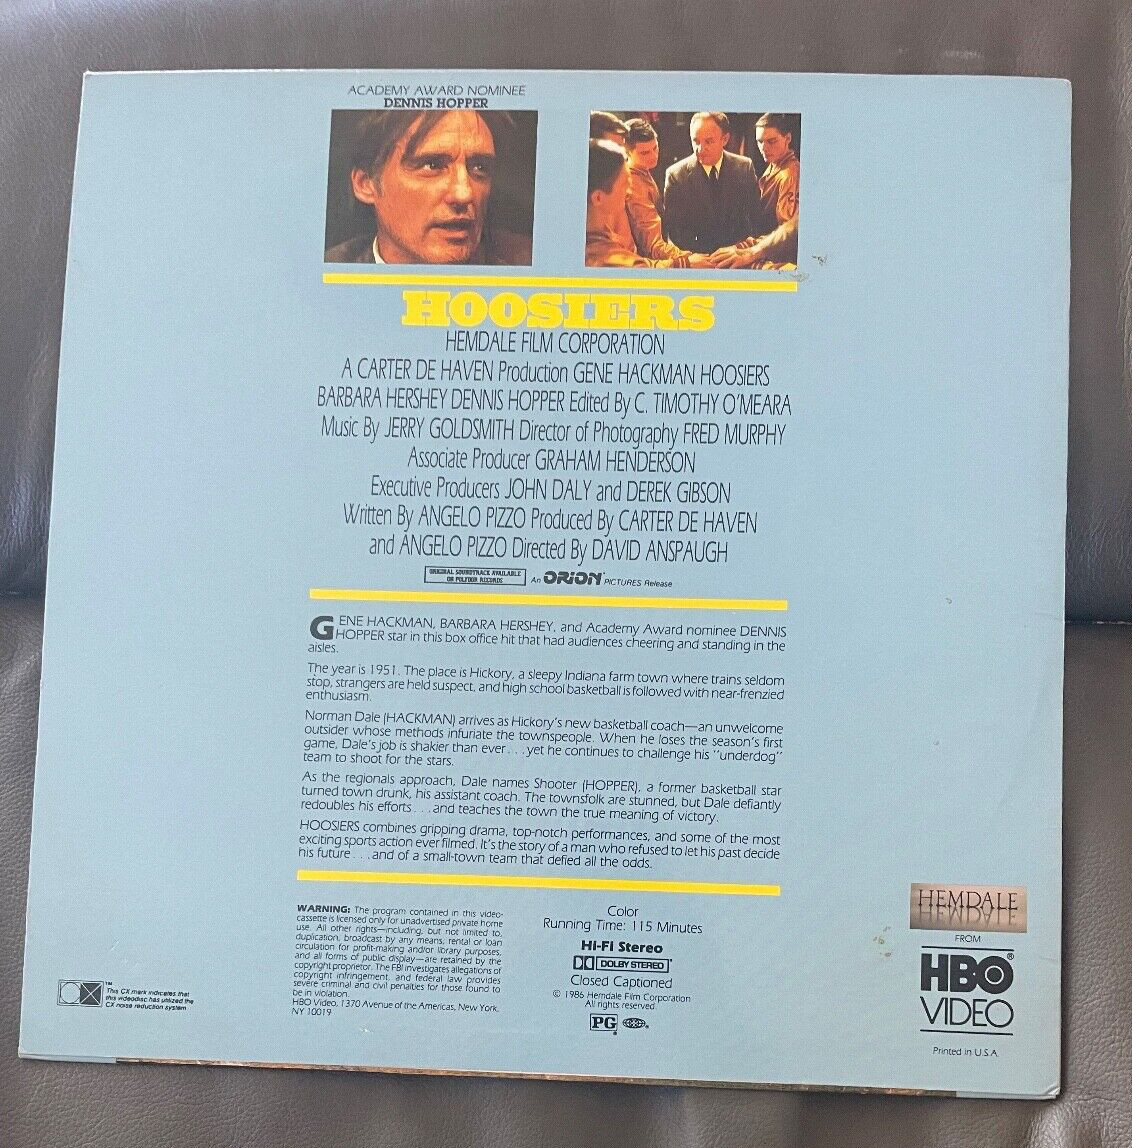 ACADEMY AWARD NOMINEE
DENNIS HOPPER
HOOSIERS
HEMDALE FILM CORPORATION
A CARTER DE HAVEN Production GENE HACKMAN HOOSIERS
BARBARA HERSHEY DENNIS HOPPER Edited By C. TIMOTHY O'MEARA
Music By JERRY GOLDSMITH Director of Photography FRED MURPHY
Associate Producer GRAHAM HENDERSON
Executive Producers JOHN DALY and DEREK GIBSON
Written By ANGELO PIZZO Produced By CARTER DE HAVEN
and ANGELO PIZZO Directed By DAVID ANSPAUGH
ORIGINAL SOUNDTRACK AVAILABLE
ON POLYDOR RECORDS
An ORION PICTURES Release
GENE HACKMAN, BARBARA HERSHEY, and Academy Award nominee DENNIS
HOPPER star in this box office hit that had audiences cheering and standing in the
aisles.
The year is 1951. The place is Hickory, a sleepy Indiana farm town where trains seldom
stop, strangers are held suspect, and high school basketball is followed with near-frenzied
enthusiasm.
Norman Dale (HACKMAN) arrives as Hickory's new basketball coach—an unwelcome
outsider whose methods infuriate the townspeople. When he loses the season's first
game, Dale's job is shakier than ever . . . yet he continues to challenge his "underdog"
team to shoot for the stars.
As the regionals approach, Dale names Shooter (HOPPER), a former basketball star
turned town drunk, his assistant coach. The townsfolk are stunned, but Dale defiantly
redoubles his efforts . . . and teaches the town the true meaning of victory.
HOOSIERS combines gripping drama, top-notch performances, and some of the most
exciting sports action ever filmed. It's the story of a man who refused to let his past decide
his future . . . and of a small-town team that defied all the odds.
WARNING: The program contained in this video-
cassette is licensed only for unadvertised private home
use. All other rights—including, but not limited to,
duplication, broadcast by any means, rental or loan
circulation for profit-making and/or library purposes,
and all forms of public display—are retained by the
copyright proprietor. The FBI investigates allegations of
copyright infringement, and federal law provides
severe criminal and civil penalties for those found to
be in violation.
HBO Video, 1370 Avenue of the Americas, New York,
NY 10019
Color
Running Time: 115 Minutes
Hi-Fi Stereo
DOLBY STEREO
Closed Captioned
© 1986 Hemdale Film Corporation
All rights reserved.
PG
HEMDALE
FROM
HBO®
VIDEO
Printed in U.S.A.
™
This CX mark indicates that
this videodisc has utilized the
CX noise reduction system.